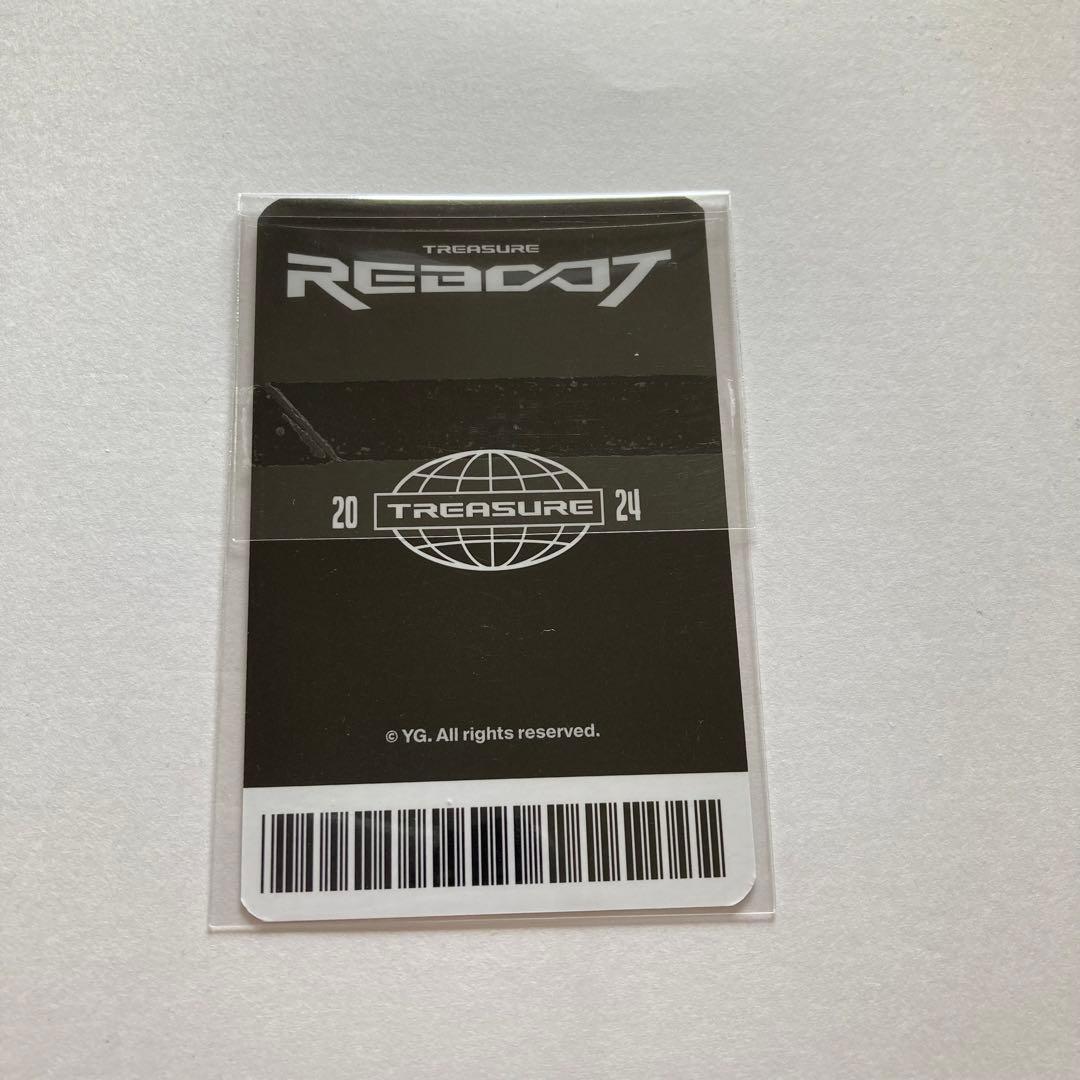 TREASURE
REBOOT
20 TREASURE 24
© YG. All rights reserved.